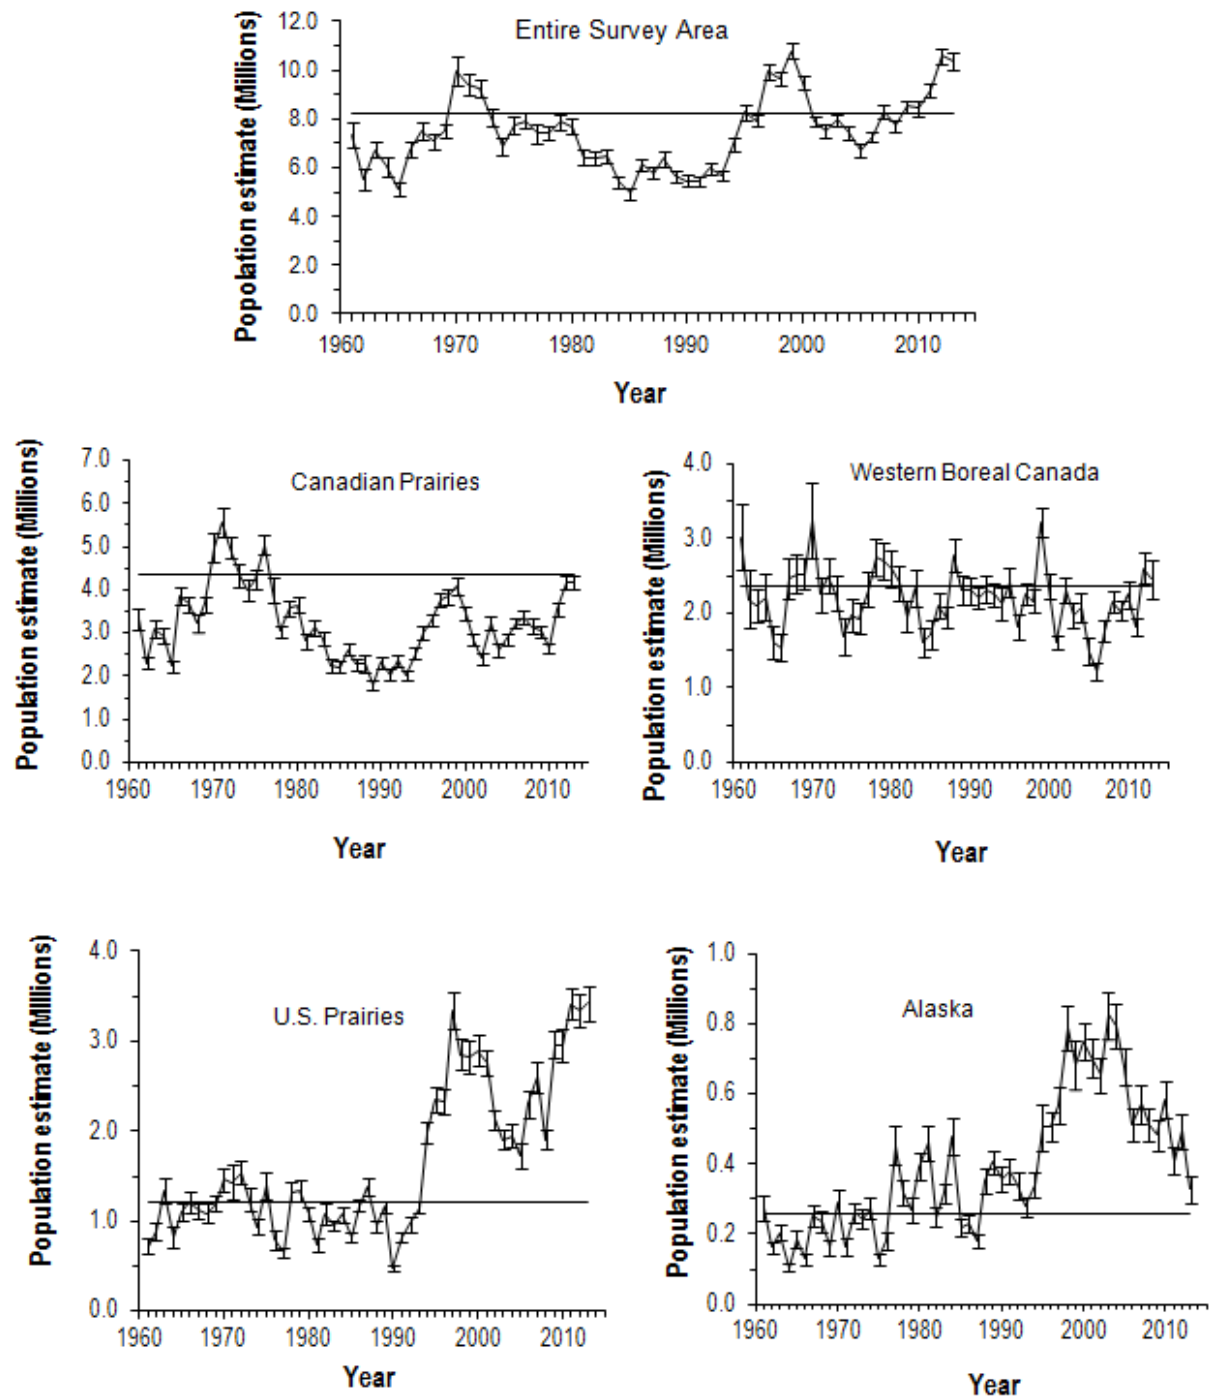 Entire Survey Area
Popolation estimate (Millions)
12.0
10.0
8.0
6.0
4.0
2.0
0.0
1960 1970 1980 1990 2000 2010
Year
Canadian Prairies
Population estimate (Millions)
7.0
6.0
5.0
4.0
3.0
2.0
1.0
0.0
1960 1970 1980 1990 2000 2010
Year
Western Boreal Canada
Population estimate (Millions)
4.0
3.0
2.0
1.0
0.0
1960 1970 1980 1990 2000 2010
Year
U.S. Prairies
Population estimate (Millions)
4.0
3.0
2.0
1.0
0.0
1960 1970 1980 1990 2000 2010
Year
Alaska
Population estimate (Millions)
1.0
0.8
0.6
0.4
0.2
0.0
1960 1970 1980 1990 2000 2010
Year